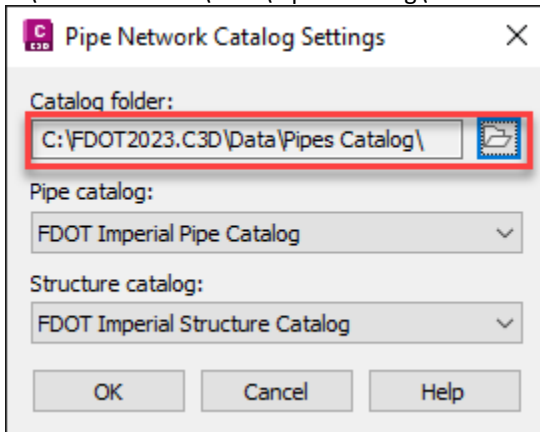 C
C3D
Pipe Network Catalog Settings
Catalog folder:
C:\FDOT2023.C3D\Data\Pipes Catalog\
Pipe catalog:
FDOT Imperial Pipe Catalog
Structure catalog:
FDOT Imperial Structure Catalog
OK Cancel Help